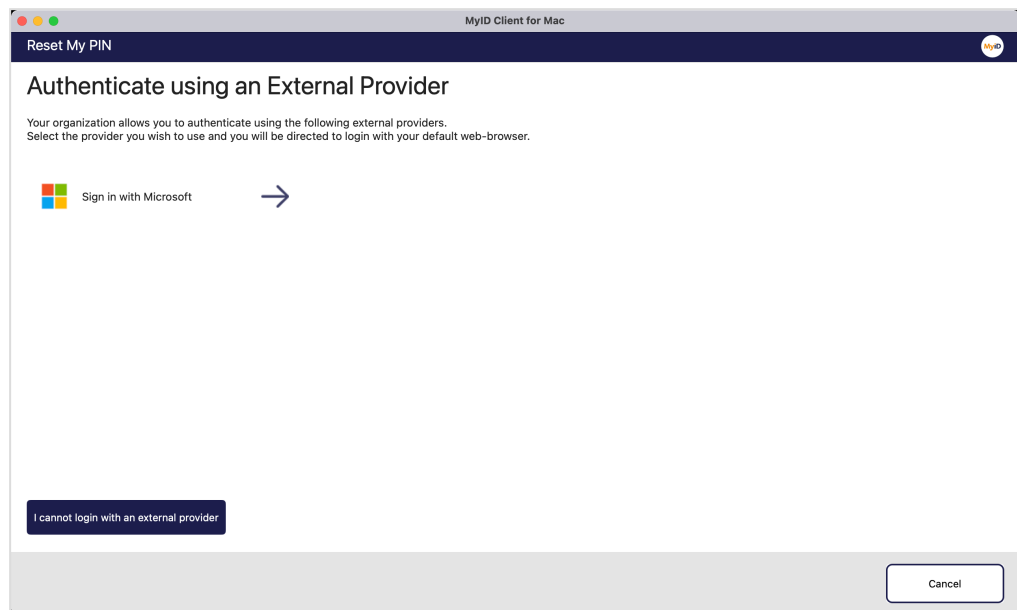 MyID Client for Mac
Reset My PIN
MyID
Authenticate using an External Provider
Your organization allows you to authenticate using the following external providers.
Select the provider you wish to use and you will be directed to login with your default web-browser.
Sign in with Microsoft
I cannot login with an external provider
Cancel